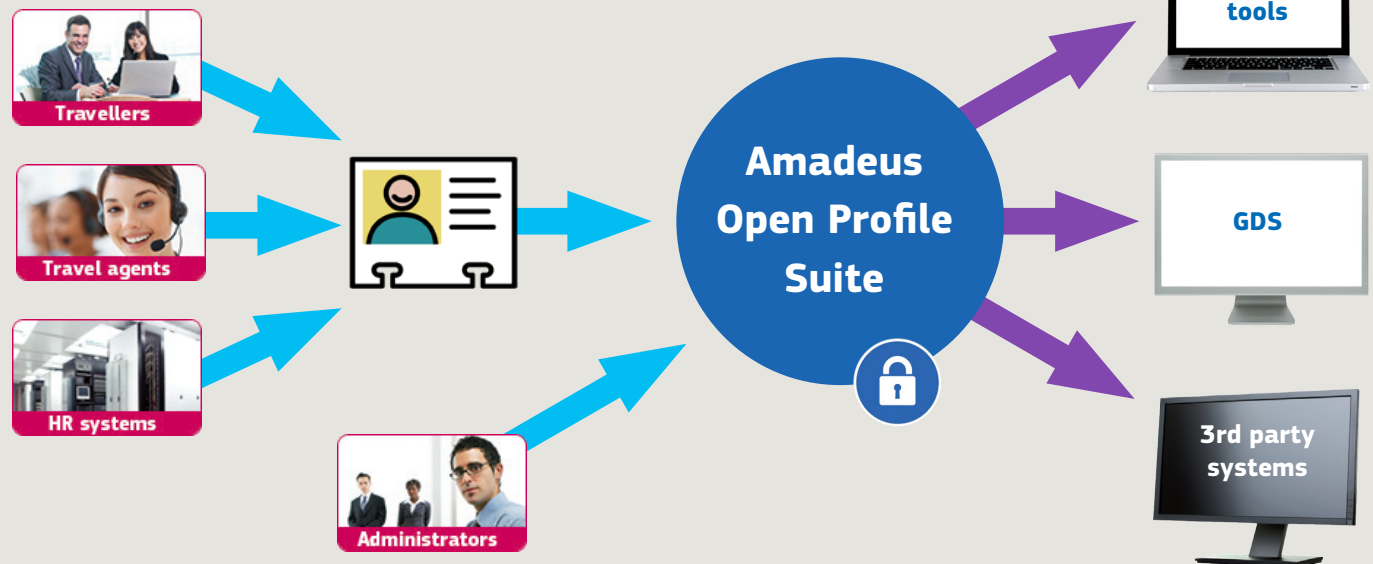 tools
Travellers
Amadeus
Open Profile
Suite
Travel agents
GDS
HR systems
3rd party
systems
Administrators